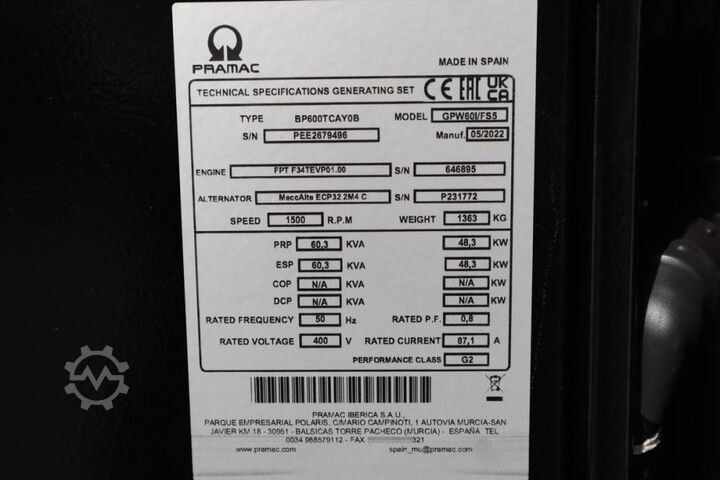 PRAMAC
MADE IN SPAIN
TECHNICAL SPECIFICATIONS GENERATING SET CE EAC UKCA
TYPE BP600TCAY0B MODEL GPW60I/FS5
S/N PEE2679496 Manuf. 05/2022
ENGINE FPT F34TEVP01.00 S/N 646895
ALTERNATOR MeccAlte ECP32 2M4 C S/N P231772
SPEED 1500 R.P.M WEIGHT 1363 KG
PRP 60,3 KVA 48,3 KW
ESP 60,3 KVA 48,3 KW
COP N/A KVA N/A KW
DCP N/A KVA N/A KW
RATED FREQUENCY 50 Hz RATED P.F. 0,8
RATED VOLTAGE 400 V RATED CURRENT 87,1 A
PERFORMANCE CLASS G2
PRAMAC IBERICA S.A.U.,
PARQUE EMPRESARIAL POLARIS, C/MARIO CAMPINOTI, 1 AUTOVIA MURCIA-SAN
JAVIER KM.18 - 30591 - BALSICAS TORRE PACHECO (MURCIA) - ESPAÑA TEL
0034 968579112 - FAX 321
www.pramac.com spain_mu@pramac.com